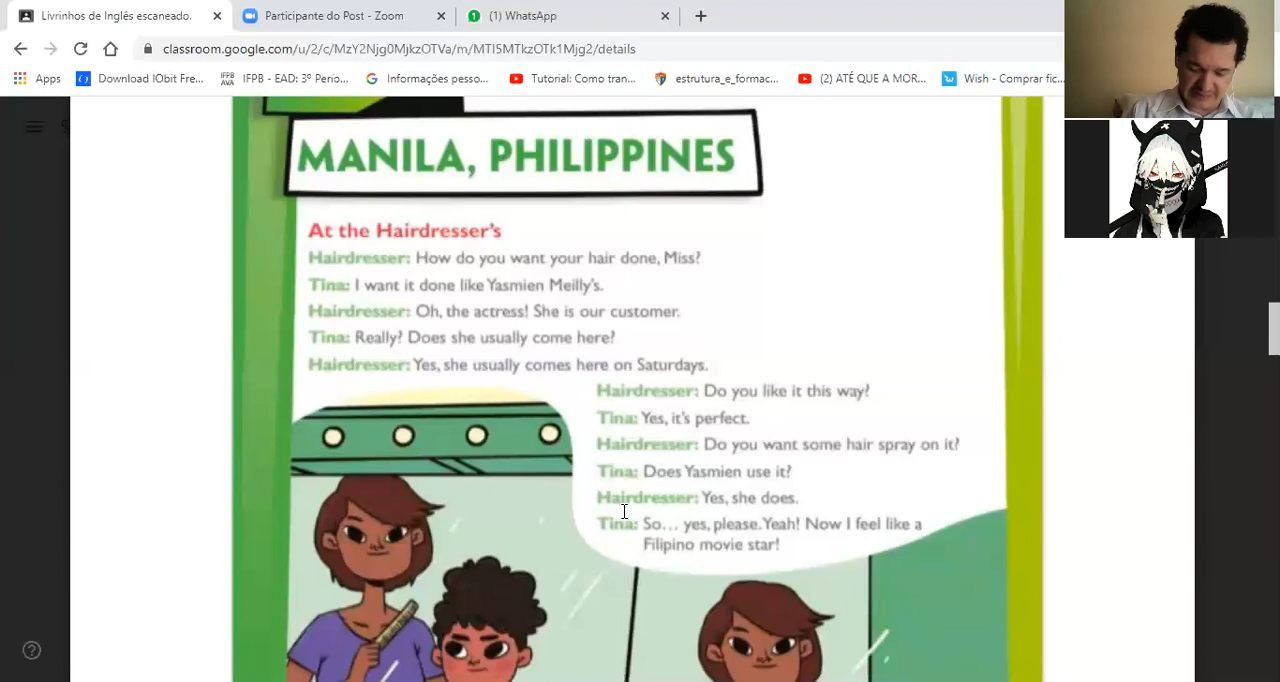 Livrinhos de Inglês escaneado.
Participante do Post - Zoom
(1) WhatsApp
classroom.google.com/u/2/c/MzY2Njg0MjkzOTVa/m/MTI5MTkzOTk1Mjg2/details
Apps
Download IObit Fre...
IFPB - EAD: 3º Perío...
Informações pesso...
Tutorial: Como tran...
estrutura_e_formac...
(2) ATÉ QUE A MOR...
Wish - Comprar fic...
MANILA, PHILIPPINES
At the Hairdresser's
Hairdresser: How do you want your hair done, Miss?
Tina: I want it done like Yasmien Meilly's.
Hairdresser: Oh, the actress! She is our customer.
Tina: Really? Does she usually come here?
Hairdresser: Yes, she usually comes here on Saturdays.
Hairdresser: Do you like it this way?
Tina: Yes, it's perfect.
Hairdresser: Do you want some hair spray on it?
Tina: Does Yasmien use it?
Hairdresser: Yes, she does.
Tina: So... yes, please. Yeah! Now I feel like a
Filipino movie star!